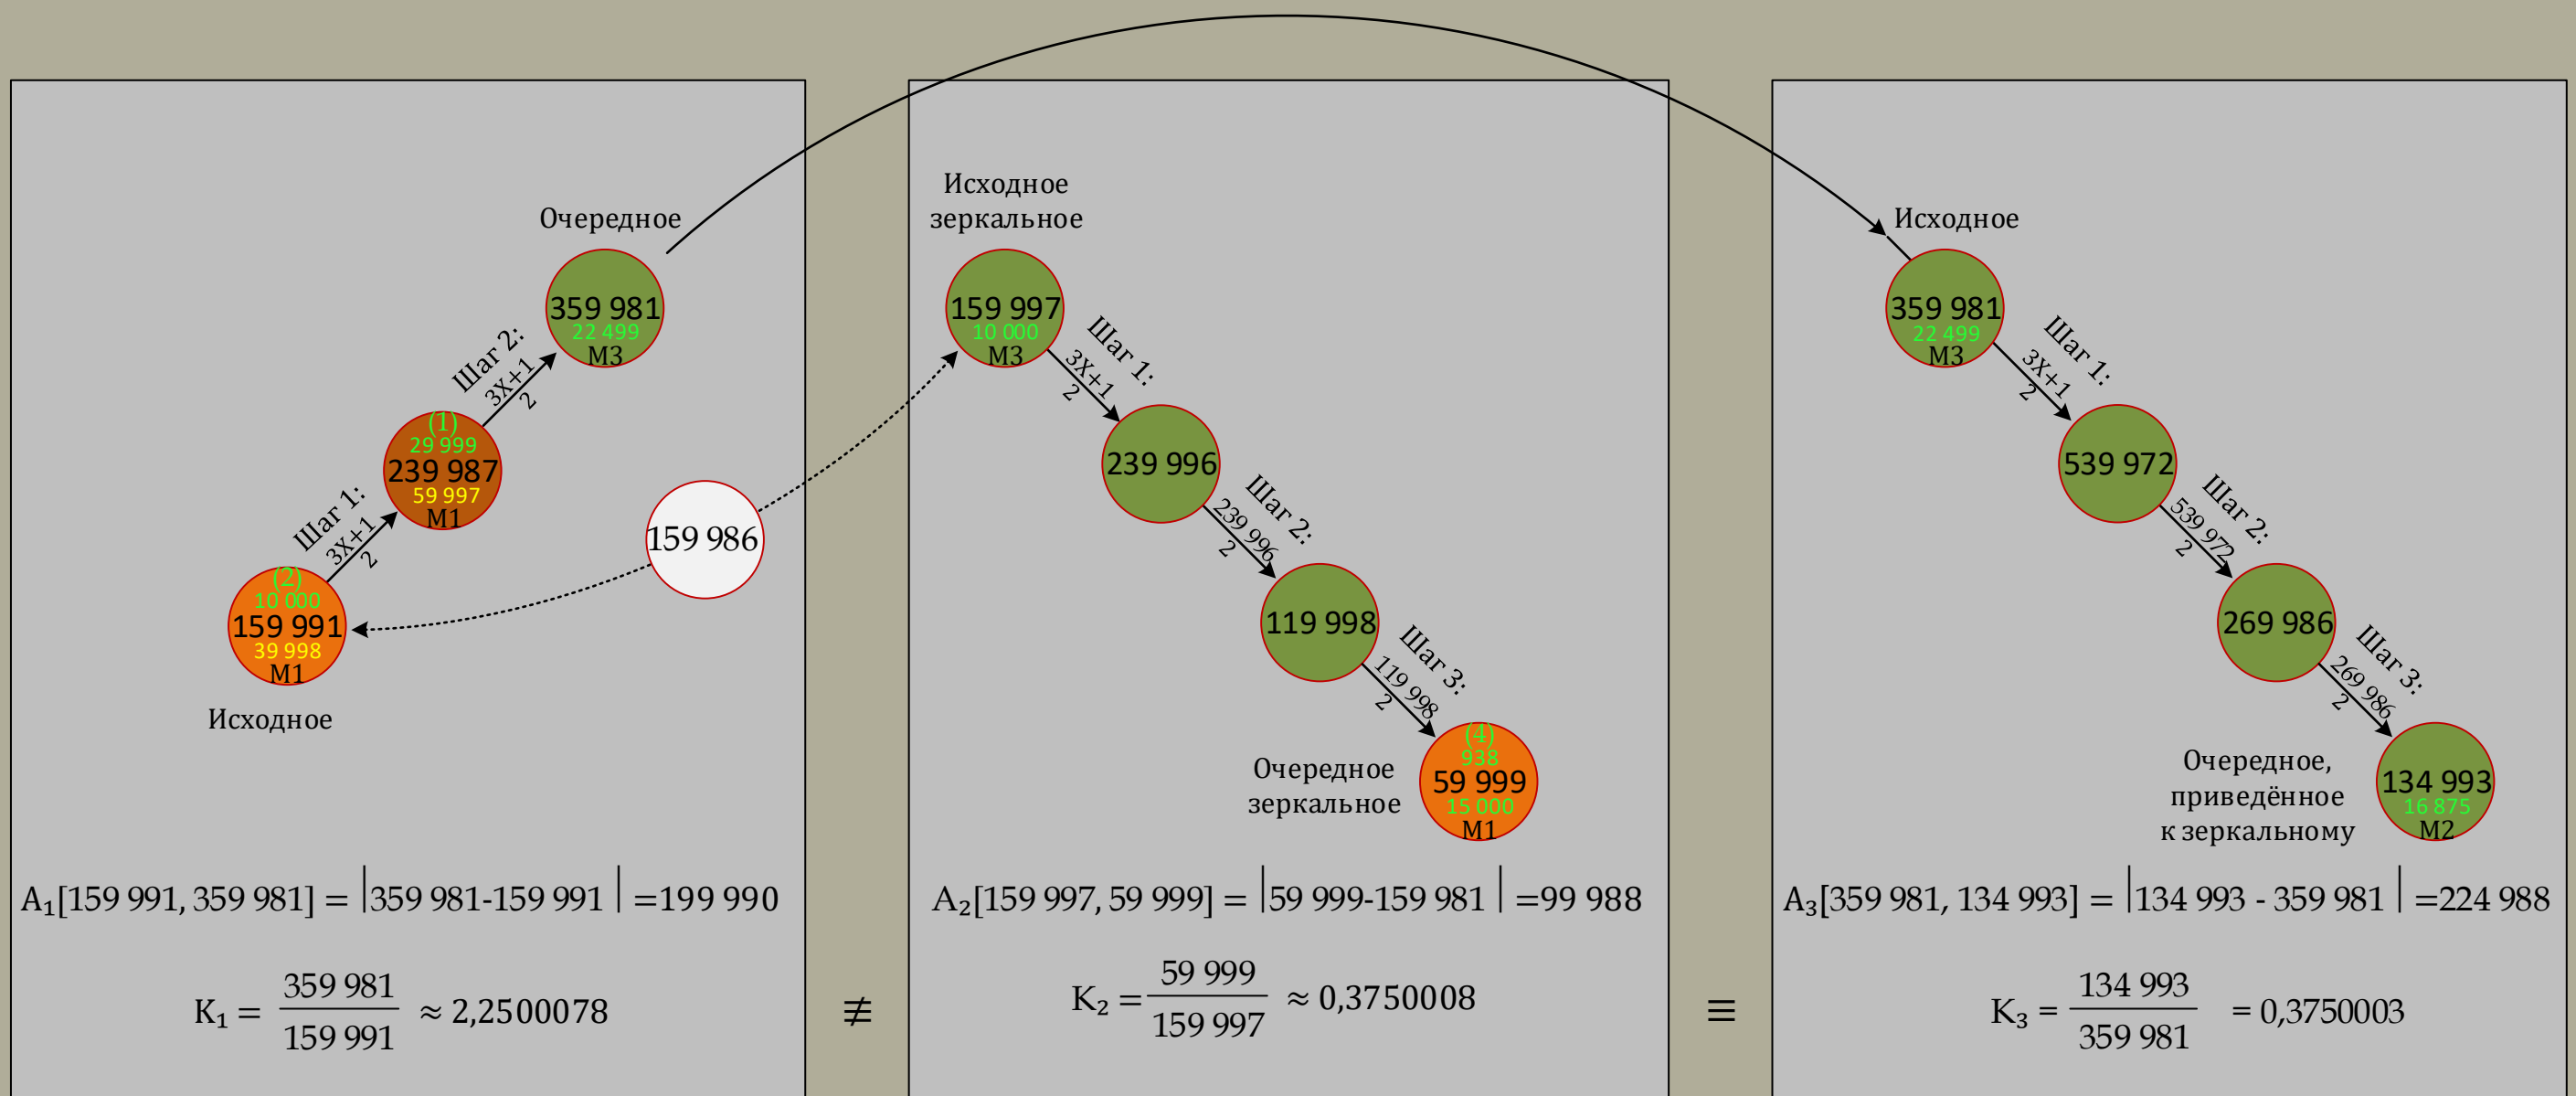 Очередное
359 981
22 499
М3
Шаг 2:
3X+1
2
(1)
29 999
239 987
59 997
М1
Шаг 1:
3X+1
2
(2)
10 000
159 991
39 998
М1
Исходное
159 986
A₁[159 991, 359 981] = |359 981-159 991 | =199 990
K₁ = 359 981 / 159 991 ≈ 2,2500078
≢
Исходное
зеркальное
159 997
10 000
М3
Шаг 1:
3X+1
2
239 996
Шаг 2:
239 996
2
119 998
Шаг 3:
119 998
2
Очередное
зеркальное
(4)
938
59 999
15 000
М1
A₂[159 997, 59 999] = |59 999-159 981 | =99 988
K₂ = 59 999 / 159 997 ≈ 0,3750008
≡
Исходное
359 981
22 499
М3
Шаг 1:
3X+1
2
539 972
Шаг 2:
539 972
2
269 986
Шаг 3:
269 986
2
Очередное,
приведённое
к зеркальному
134 993
16 875
М2
A₃[359 981, 134 993] = |134 993 - 359 981 | =224 988
K₃ = 134 993 / 359 981 = 0,3750003